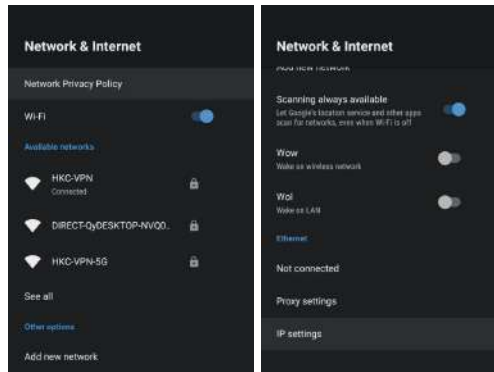 Network & Internet
Network Privacy Policy
Wi-Fi
Available networks
HKC-VPN
Connected
DIRECT-QyDESKTOP-NVQ0..
HKC-VPN-5G
See all
Other options
Add new network
Network & Internet
Add new network
Scanning always available
Let Google's location service and other apps
scan for networks, even when Wi-Fi is off
Wow
Wake on wireless network
Wol
Wake on LAN
Ethernet
Not connected
Proxy settings
IP settings